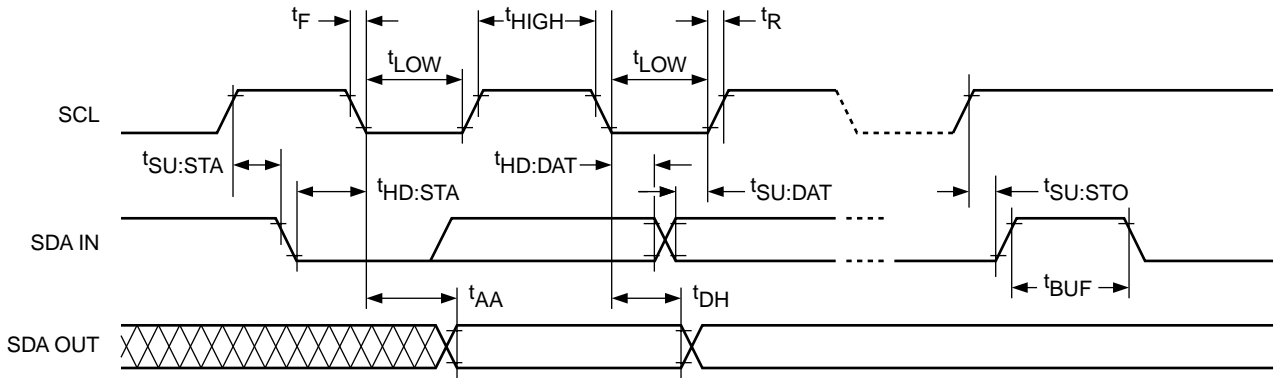 tF
tHIGH
tR
tLOW
tLOW
SCL
tSU:STA
tHD:STA
tHD:DAT
tSU:DAT
tSU:STO
SDA IN
tBUF
tAA
tDH
SDA OUT